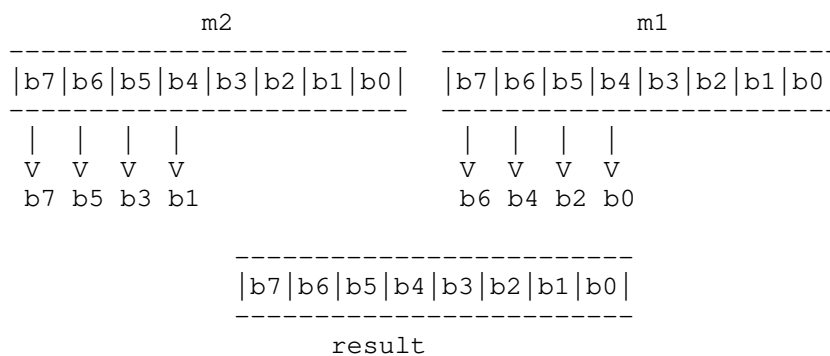 m2 m1
-------------------------  -------------------------
|b7|b6|b5|b4|b3|b2|b1|b0|  |b7|b6|b5|b4|b3|b2|b1|b0
-------------------------  -------------------------
| | | | | | | |
V V V V V V V V
b7 b5 b3 b1 b6 b4 b2 b0
-------------------------
|b7|b6|b5|b4|b3|b2|b1|b0|
-------------------------
result